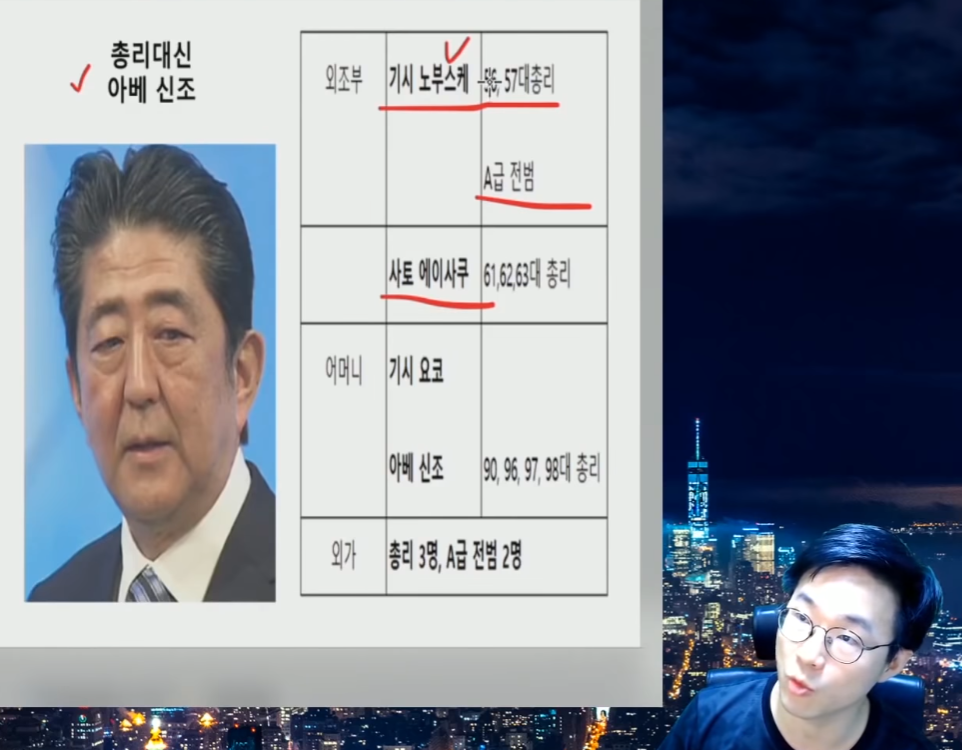 총리대신
아베 신조
외조부 기시 노부스케 56, 57대총리
A급 전범
사토 에이사쿠 61,62,63대 총리
어머니 기시 요코
아베 신조 90, 96, 97, 98대 총리
외가 총리 3명, A급 전범 2명